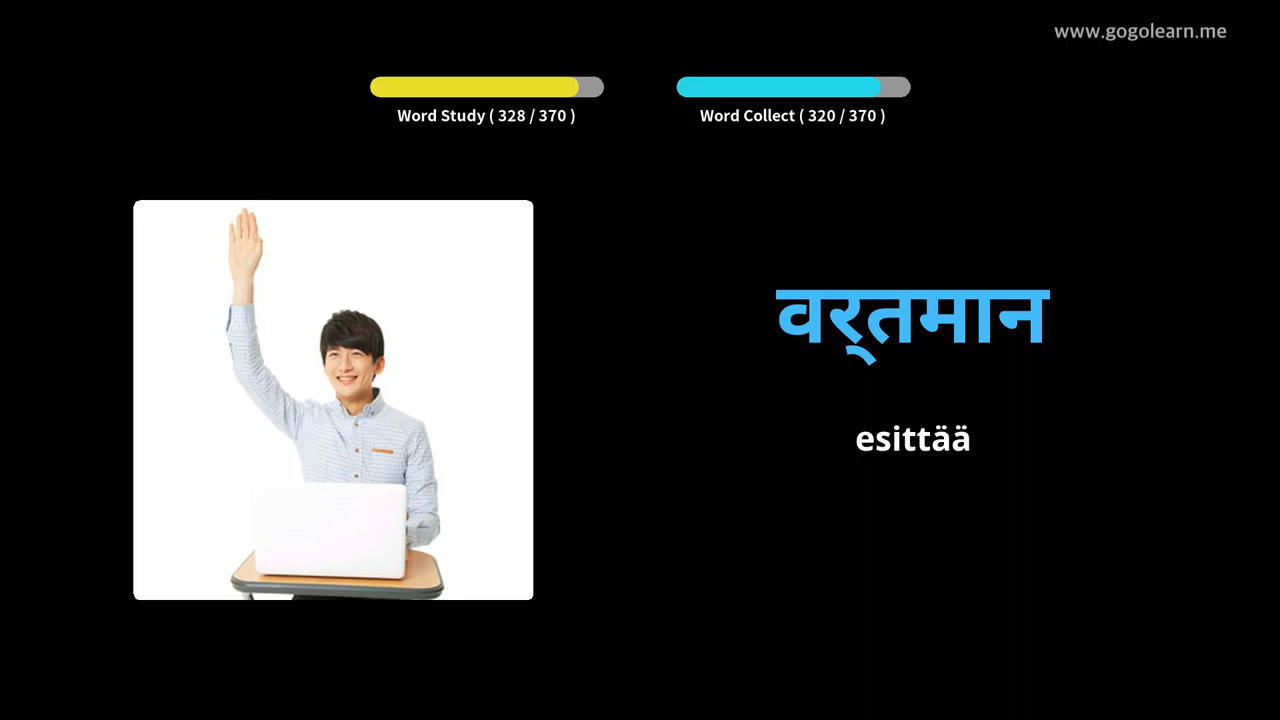 www.gogolearn.me
Word Study ( 328 / 370 )
Word Collect ( 320 / 370 )
वर्‌तमान
esittää